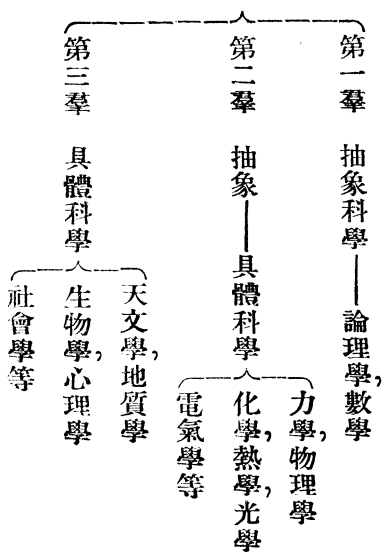 第一羣 抽象科學——論理學,數學
第二羣 抽象——具體科學
力學,物理學
化學,熱學,光學
電氣學等
第三羣 具體科學
天文學,地質學
生物學,心理學
社會學等